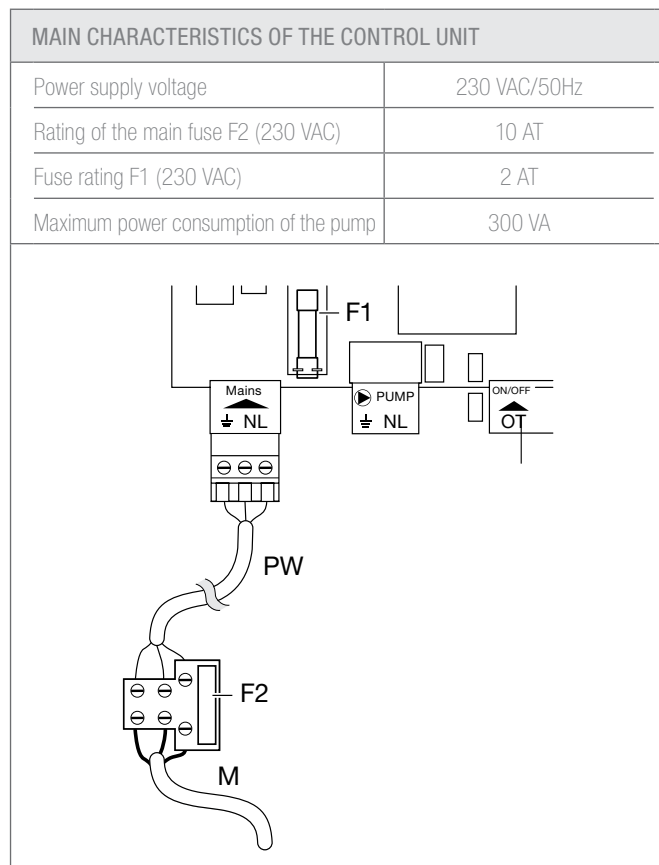 MAIN CHARACTERISTICS OF THE CONTROL UNIT
Power supply voltage 230 VAC/50Hz
Rating of the main fuse F2 (230 VAC) 10 AT
Fuse rating F1 (230 VAC) 2 AT
Maximum power consumption of the pump 300 VA
F1
Mains
NL
PUMP
NL
ON/OFF
OT
PW
F2
M